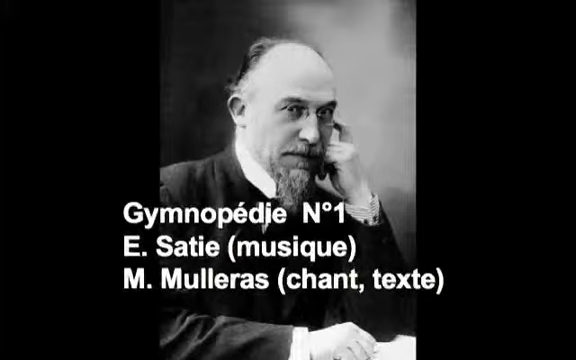 Gymnopédie N°1
E. Satie (musique)
M. Mulleras (chant, texte)